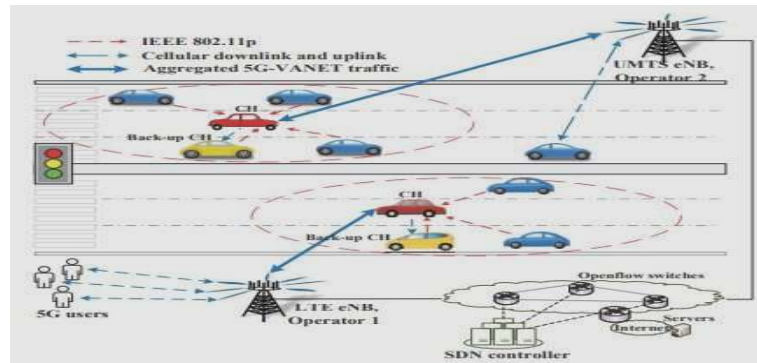 IEEE 802.11p
Cellular downlink and uplink
Aggregated 5G-VANET traffic
UMTS eNB,
Operator 2
CH
Back-up CH
CH
Back-up CH
5G users
LTE eNB,
Operator 1
Openflow switches
Servers
Internet
SDN controller